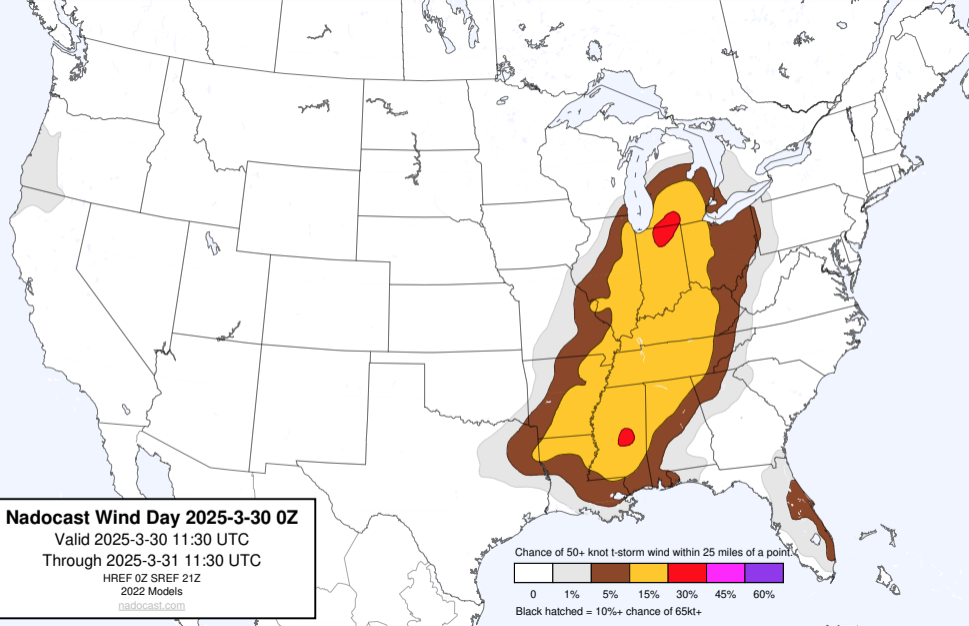 Nadocast Wind Day 2025-3-30 0Z
Valid 2025-3-30 11:30 UTC
Through 2025-3-31 11:30 UTC
HREF 0Z SREF 21Z
2022 Models
nadocast.com
Chance of 50+ knot t-storm wind within 25 miles of a point.
0 1% 5% 15% 30% 45% 60%
Black hatched = 10%+ chance of 65kt+